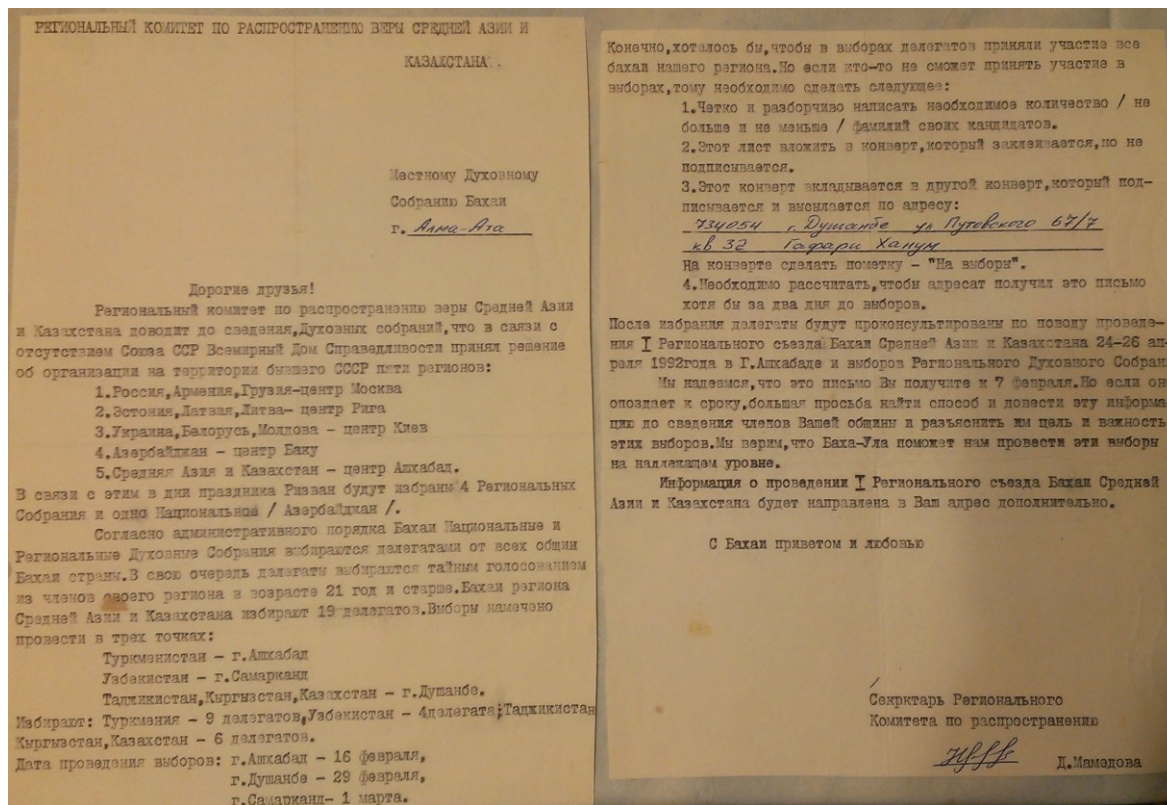 РЕГИОНАЛЬНЫЙ КОМИТЕТ ПО РАСПРОСТРАНЕНИЮ ВЕРЫ СРЕДНЕЙ АЗИИ И
КАЗАХСТАНА
Местному Духовному
Собранию Бахаи
г. Алма-Ата
Дорогие друзья!
Региональный комитет по распространению веры Средней Азии
и Казахстана доводит до сведения,Духовных собраний,что в связи с
отсутствием Союза ССР Всемирный Дом Справедливости принял решение
об организации на территории бывшего СССР пяти регионов:
1.Россия,Армения,Грузия-центр Москва
2.Эстония,Латвия,Литва- центр Рига
3.Украина,Белорусь,Молдова - центр Киев
4.Азербайджан - центр Баку
5.Средняя Азия и Казахстан - центр Ашхабад.
В связи с этим в дни праздника Ризван будут избраны 4 Региональных
Собрания и одно Национальное / Азербайджан /.
Согласно административного порядка Бахаи Национальные и
Региональные Духовные Собрания выбираются делегатами от всех общин
Бахаи страны.В свою очередь делегаты выбираются тайным голосованием
из членов своего региона в возрасте 21 год и старше.Бахаи региона
Средней Азии и Казахстана избирают 19 делегатов.Выборы намечено
провести в трех точках:
Туркменистан - г.Ашхабад
Узбекистан - г.Самарканд
Таджикистан,Кыргызстан,Казахстан - г.Душанбе.
Избирают: Туркмения - 9 делегатов,Узбекистан - 4делегата;Таджикистан
Кыргызстан,Казахстан - 6 делегатов.
Дата проведения выборов: г.Ашхабад - 16 февраля,
г.Душанбе - 29 февраля,
г.Самарканд- 1 марта.
Конечно,хотелось бы,чтобы в выборах делегатов приняли участие все
бахаи нашего региона.Но если кто-то не сможет принять участие в
выборах,тому необходимо сделать следующее:
1.Четко и разборчиво написать необходимое количество / не
больше и не меньше / фамилий своих кандидатов.
2.Этот лист вложить в конверт,который заклеивается,но не
подписывается.
3.Этот конверт вкладывается в другой конверт,который под-
писывается и высылается по адресу:
734054 г.Душанбе ул Путовского 67/7
кв 32 Гафари Ханум
На конверте сделать пометку - "На выборы".
4.Необходимо рассчитать,чтобы адресат получил это письмо
хотя бы за два дня до выборов.
После избрания делегаты будут проконсультированы по поводу проведе-
ния I Регионального съезда Бахаи Средней Азии и Казахстана 24-26 ап-
реля 1992года в Г.Ашхабаде и выборов Регионального Духовного Собран
Мы надеемся,что это письмо Вы получите к 7 февраля.Но если он
опоздает к сроку,большая просьба найти способ и довести эту информа-
цию до сведения членов Вашей общины и разъяснить им цель и важность
этих выборов.Мы верим,что Баха-Ула поможет нам провести эти выборы
на надлежащем уровне.
Информация о проведении I Регионального съезда Бахаи Средней
Азии и Казахстана будет направлена в Ваш адрес дополнительно.
С Бахаи приветом и любовью
Секрктарь Регионального
Комитета по распространению
Д.Мамедова